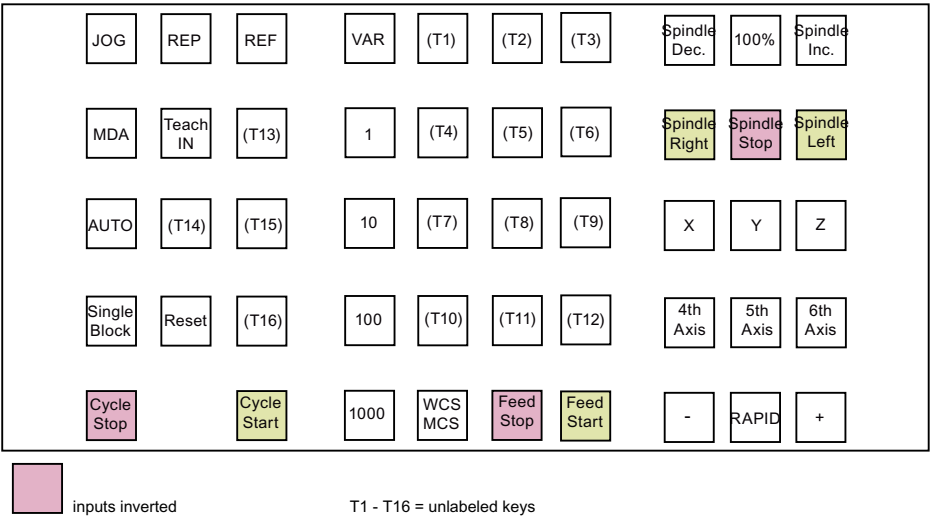 JOG REP REF VAR (T1) (T2) (T3) Spindle Dec. 100% Spindle Inc.
MDA Teach IN (T13) 1 (T4) (T5) (T6) Spindle Right Spindle Stop Spindle Left
AUTO (T14) (T15) 10 (T7) (T8) (T9) X Y Z
Single Block Reset (T16) 100 (T10) (T11) (T12) 4th Axis 5th Axis 6th Axis
Cycle Stop Cycle Start 1000 WCS MCS Feed Stop Feed Start - RAPID +
inputs inverted T1 - T16 = unlabeled keys